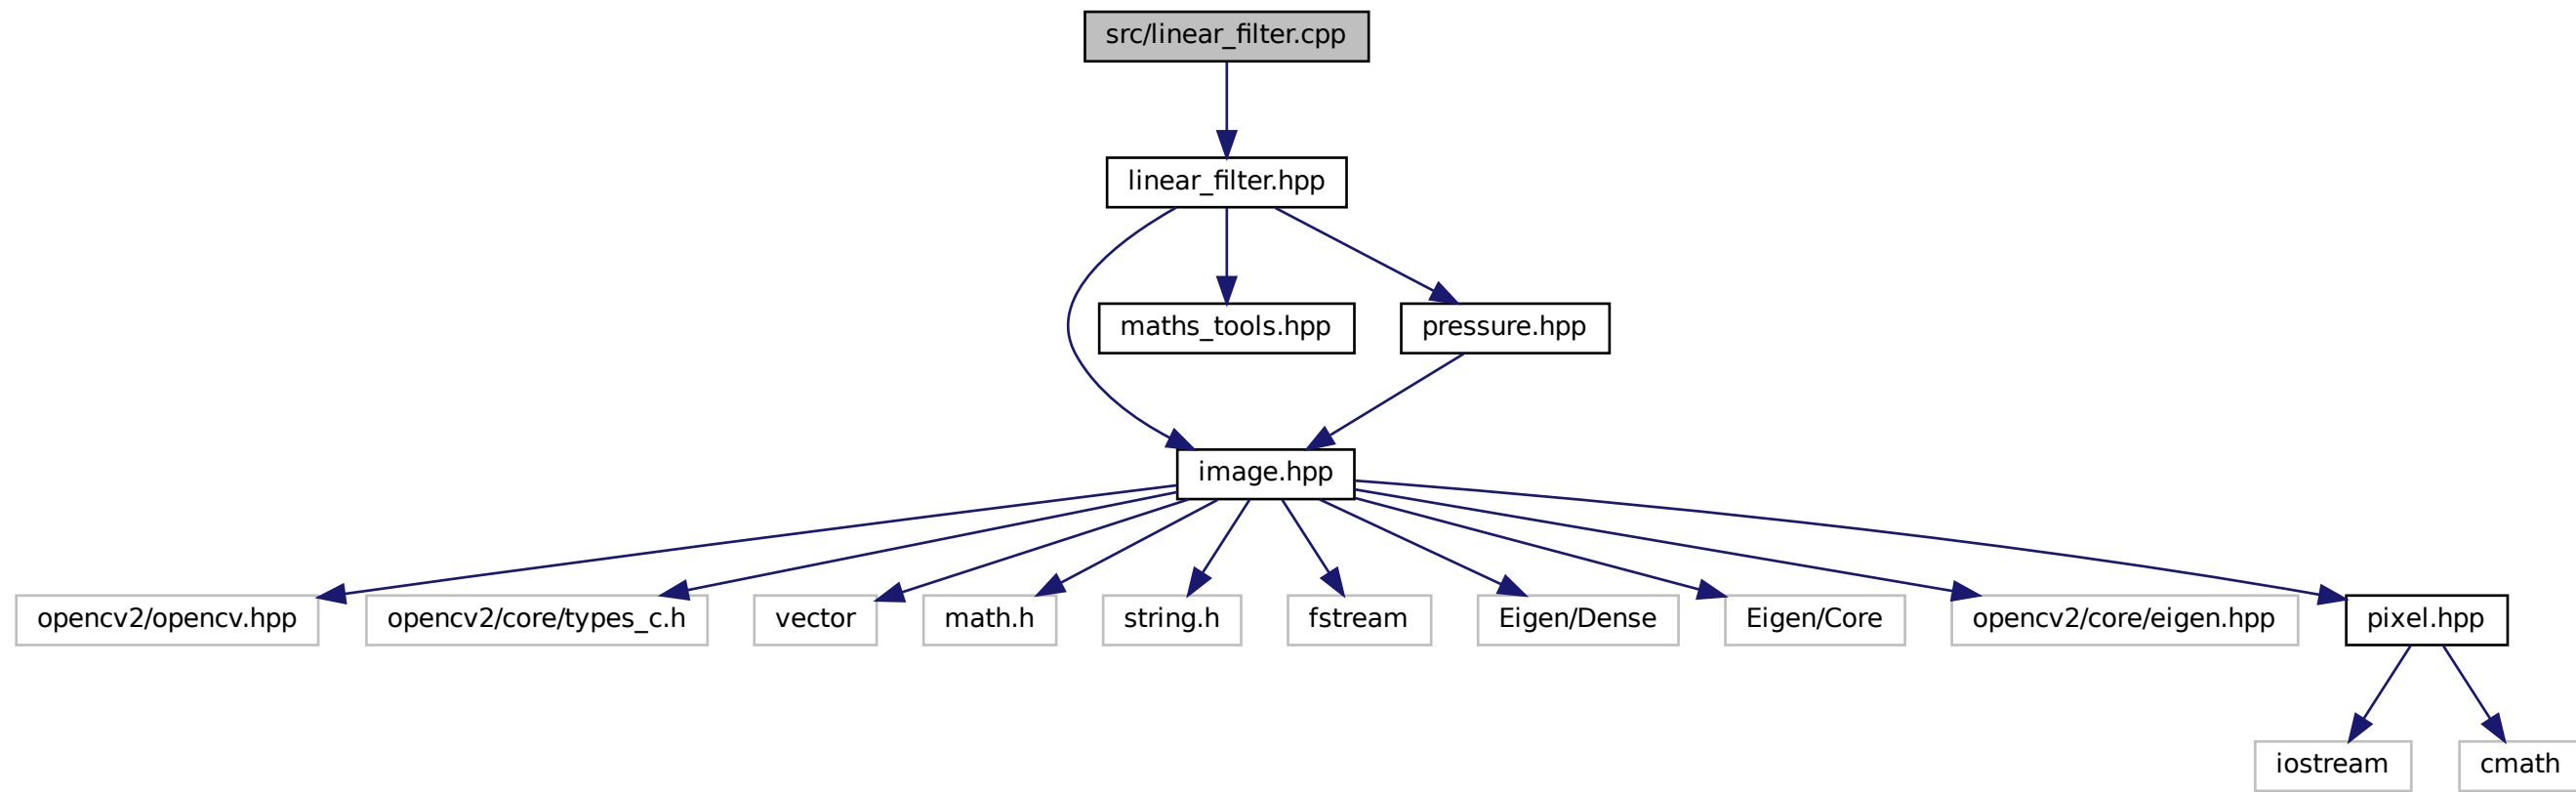 src/linear_filter.cpp
linear_filter.hpp
maths_tools.hpp
pressure.hpp
image.hpp
opencv2/opencv.hpp
opencv2/core/types_c.h
vector
math.h
string.h
fstream
Eigen/Dense
Eigen/Core
opencv2/core/eigen.hpp
pixel.hpp
iostream
cmath